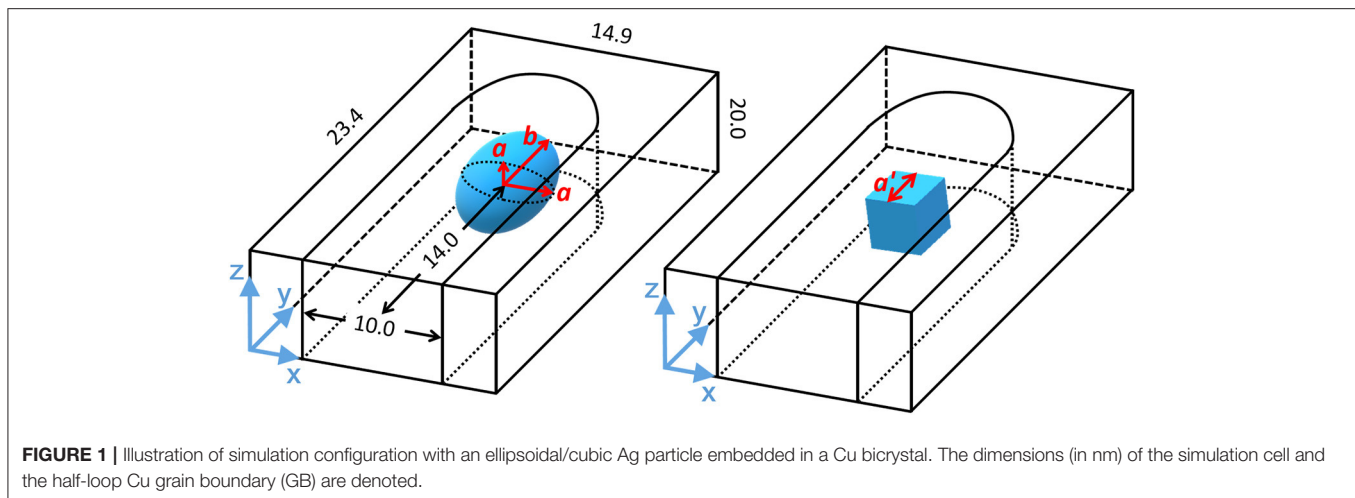 14.9
23.4
20.0
b
a
a
14.0
10.0
z
y
x
a'
z
y
x
FIGURE 1 | Illustration of simulation configuration with an ellipsoidal/cubic Ag particle embedded in a Cu bicrystal. The dimensions (in nm) of the simulation cell and
the half-loop Cu grain boundary (GB) are denoted.